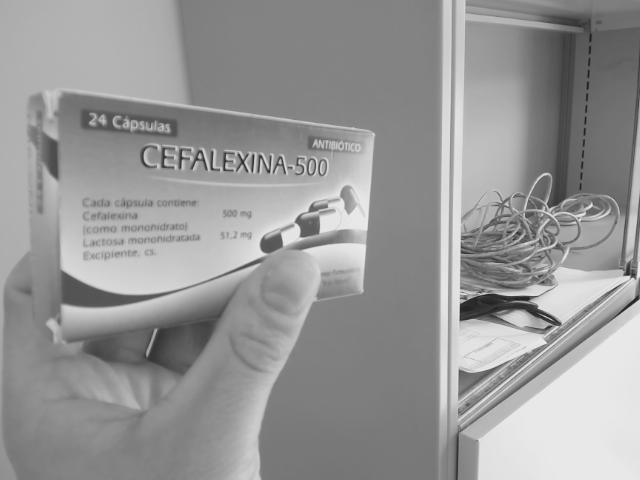 24 Cápsulas
ANTIBIÓTICO
CEFALEXINA-500
Cada cápsula contiene:
Cefalexina 500 mg
(como monohidrato)
Lactosa monohidratada 51,2 mg
Excipiente, cs.